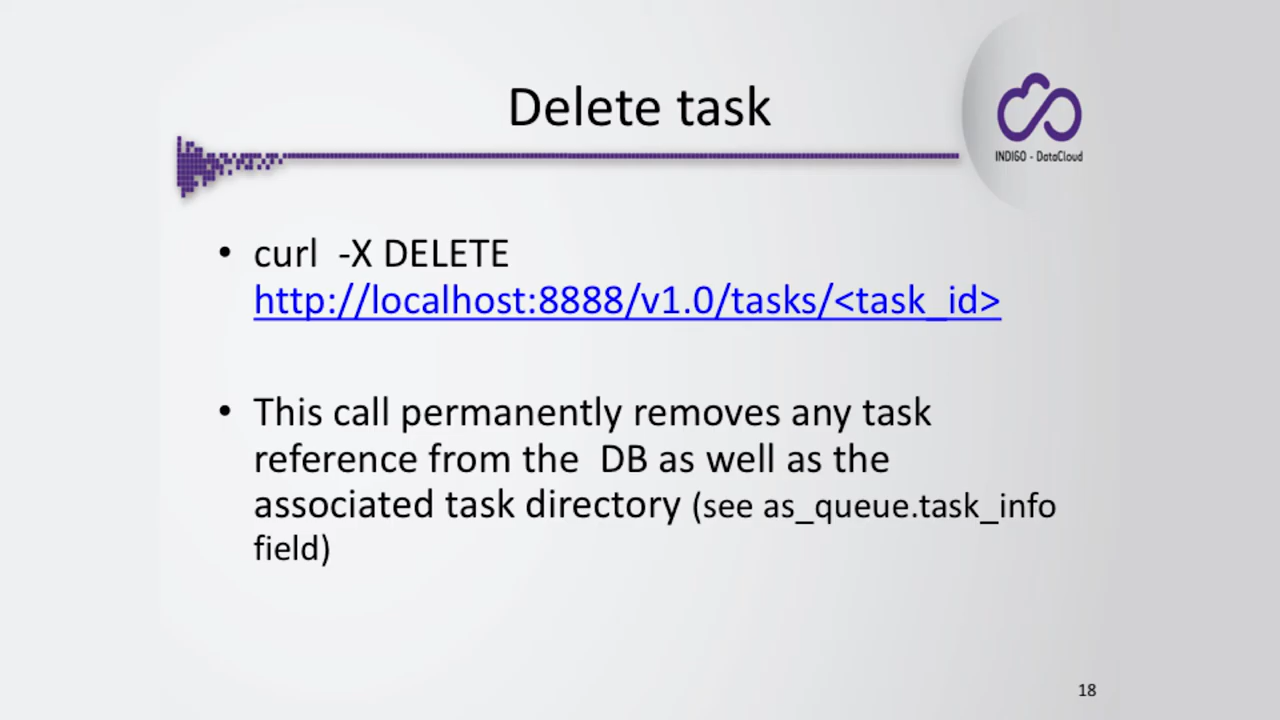 Delete task
INDIGO - DataCloud
• curl  -X DELETE
http://localhost:8888/v1.0/tasks/<task_id>
• This call permanently removes any task
reference from the  DB as well as the
associated task directory (see as_queue.task_info
field)
18